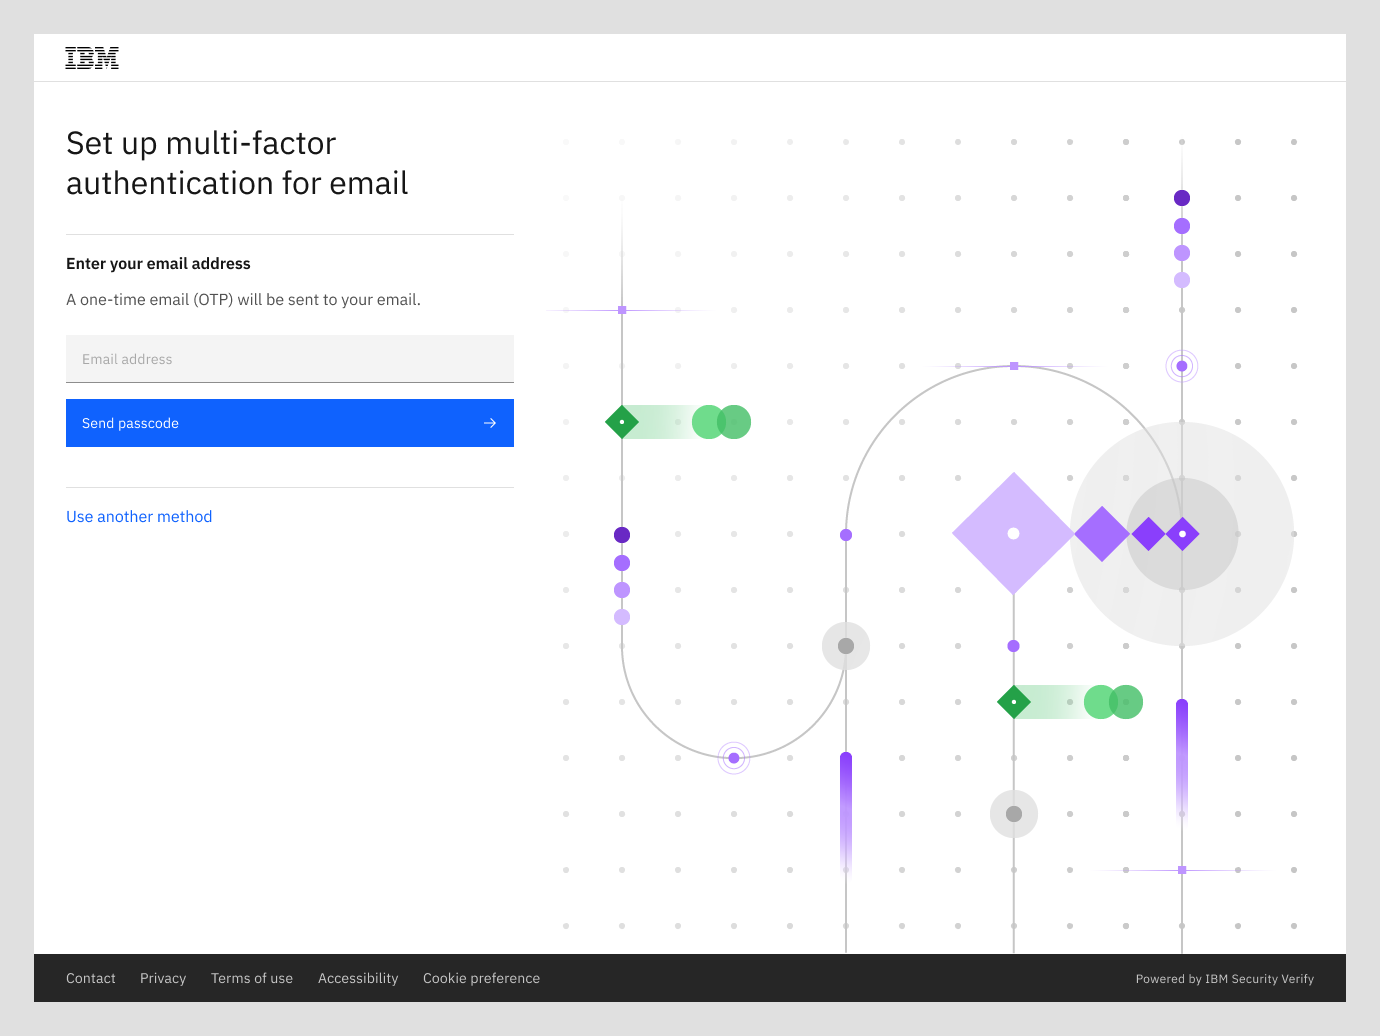 IBM
Set up multi-factor
authentication for email
Enter your email address
A one-time email (OTP) will be sent to your email.
Email address
Send passcode
Use another method
Contact Privacy Terms of use Accessibility Cookie preference Powered by IBM Security Verify